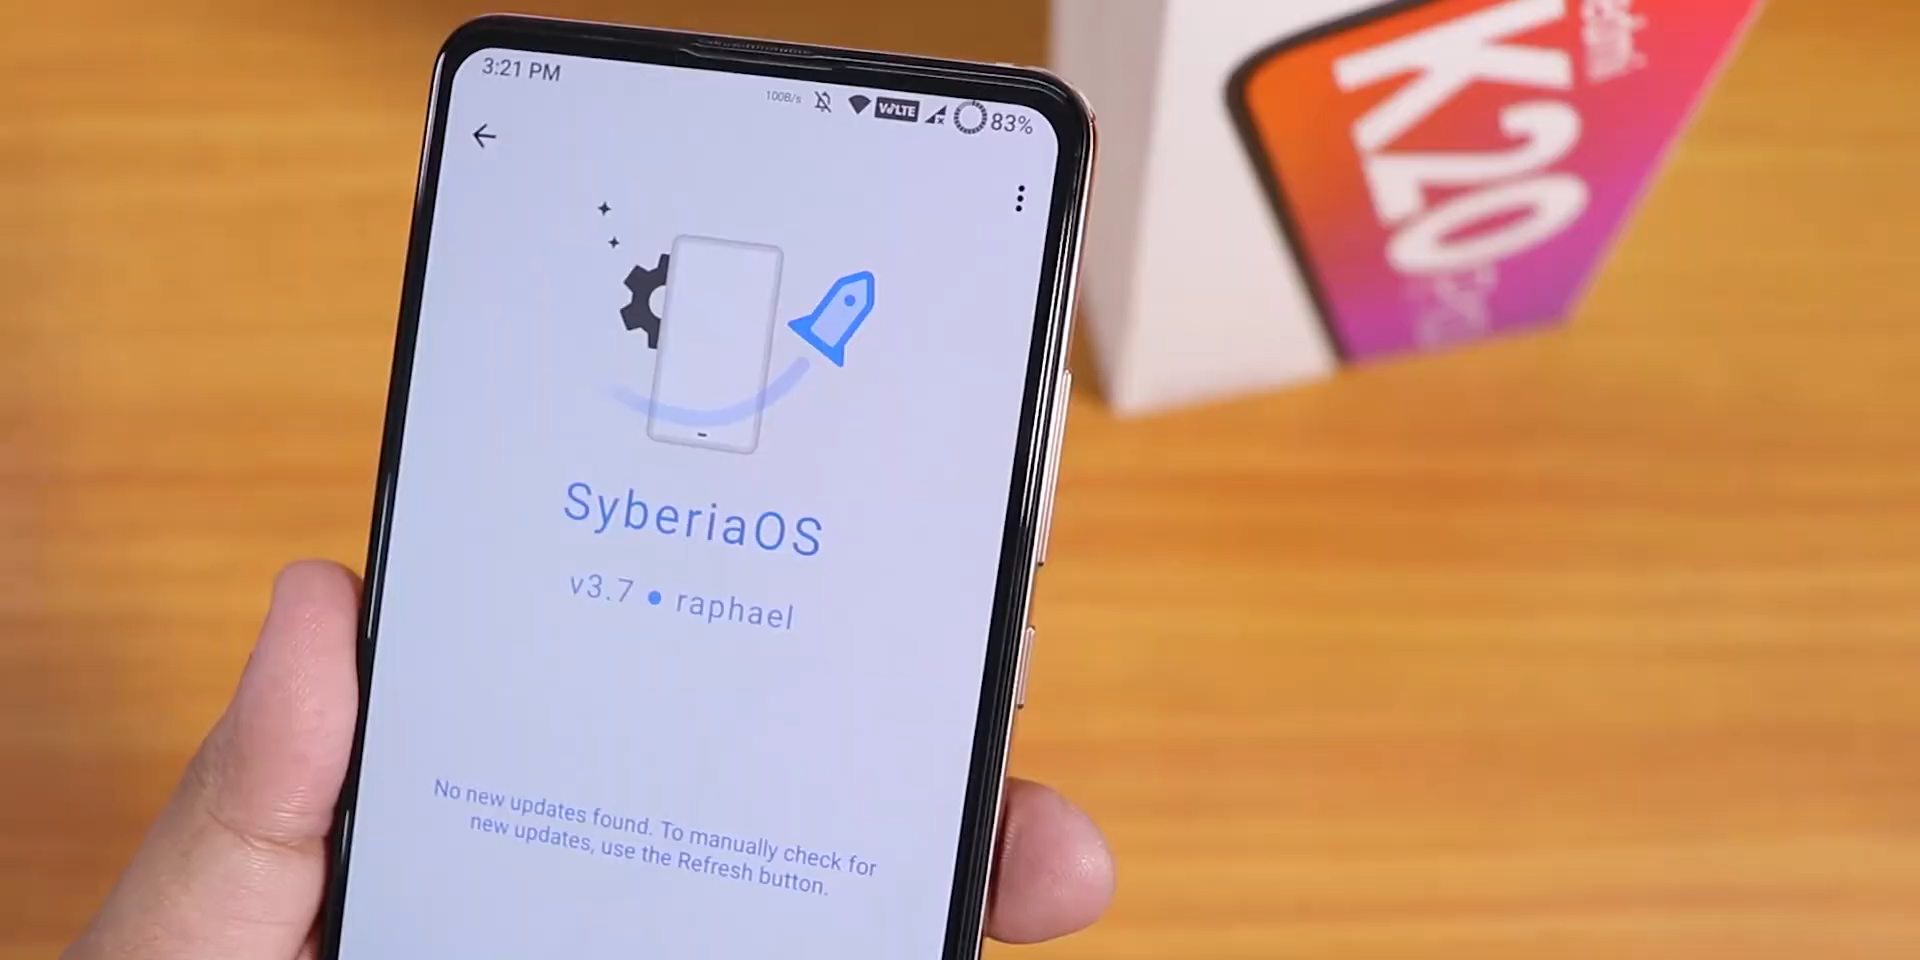 3:21 PM
100B/s VoLTE 83%
SyberiaOS
v3.7 • raphael
No new updates found. To manually check for
new updates, use the Refresh button.
K20